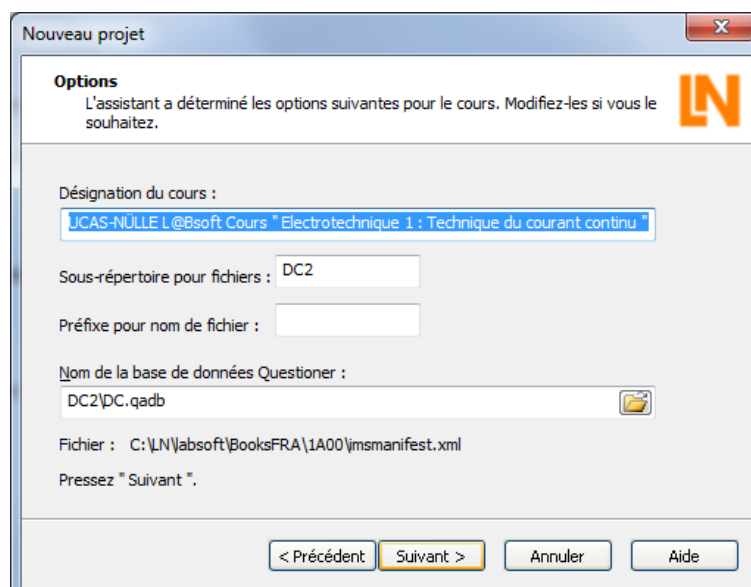 Nouveau projet
Options
L'assistant a déterminé les options suivantes pour le cours. Modifiez-les si vous le
souhaitez.
LN
Désignation du cours :
UCAS-NÜLLE L@Bsoft Cours " Electrotechnique 1 : Technique du courant continu "
Sous-répertoire pour fichiers : DC2
Préfixe pour nom de fichier :
Nom de la base de données Questioner :
DC2\DC.qadb
Fichier : C:\LN\labsoft\BooksFRA\1A00\imsmanifest.xml
Pressez " Suivant ".
< Précédent Suivant > Annuler Aide